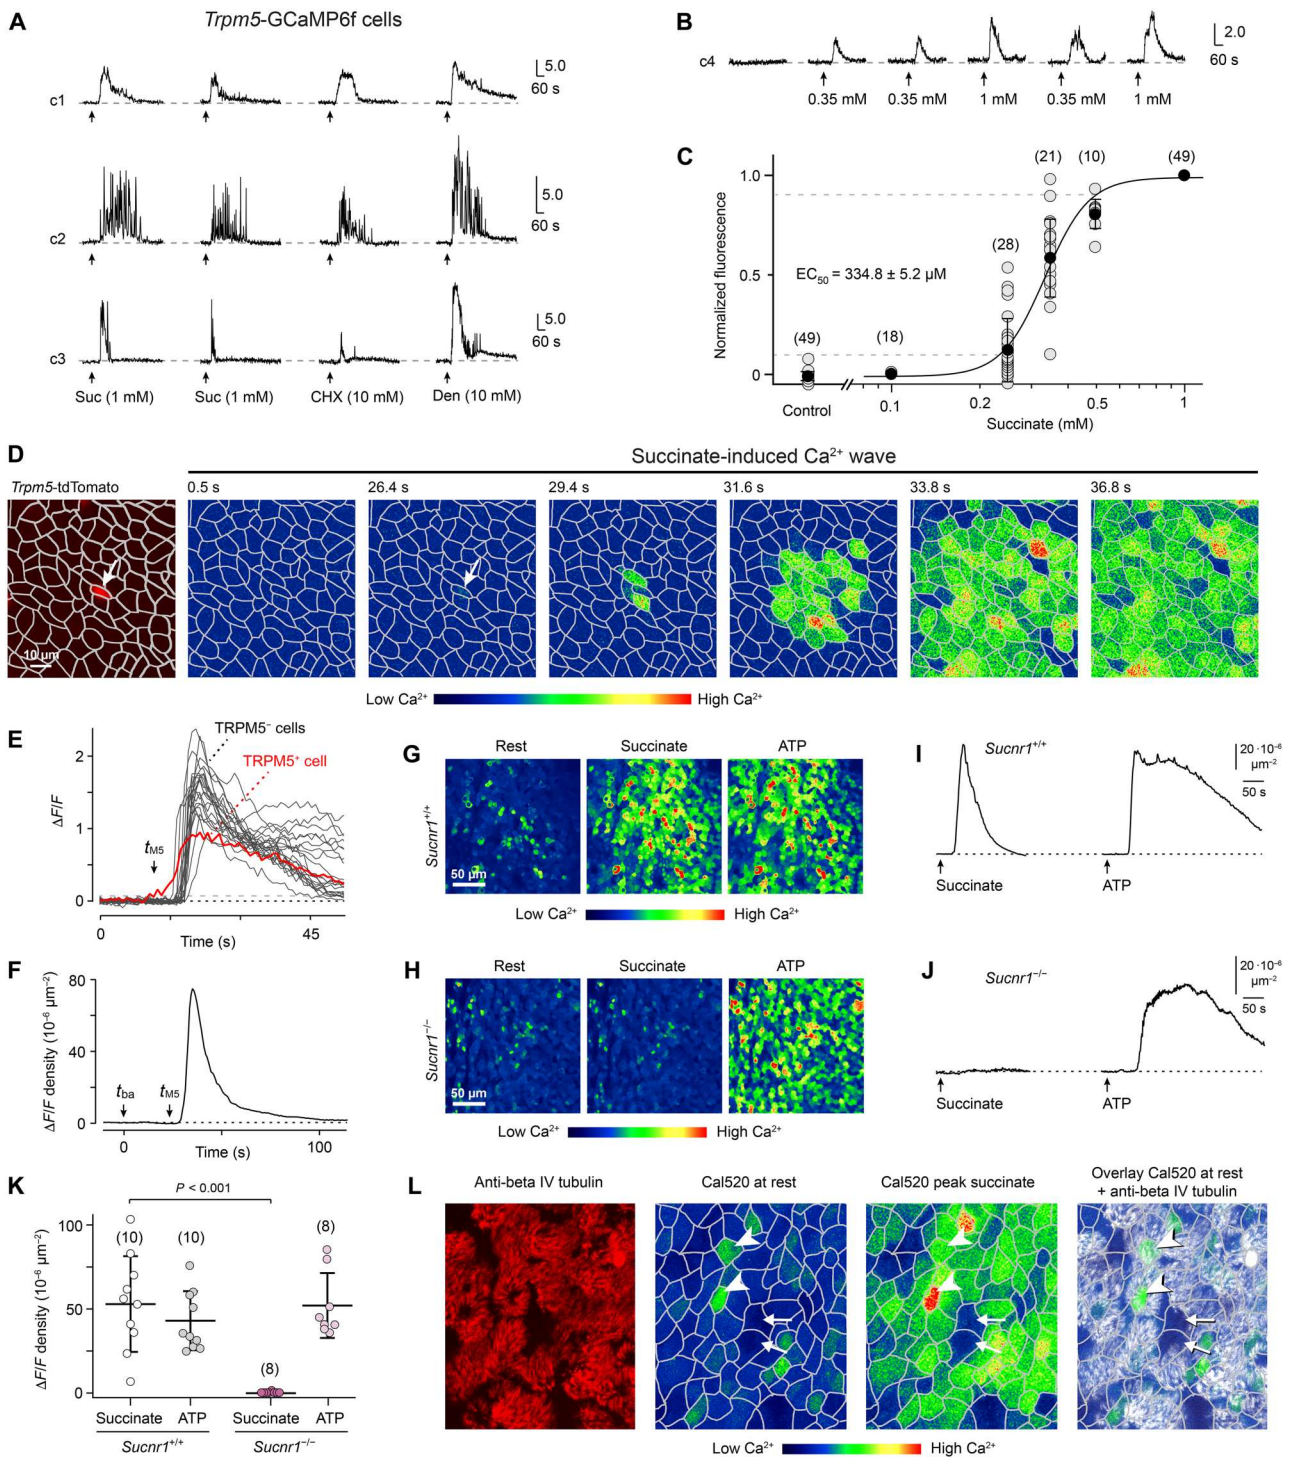 A
Trpm5-GCaMP6f cells
c1
5.0
60 s
c2
5.0
60 s
c3
5.0
60 s
Suc (1 mM)
Suc (1 mM)
CHX (10 mM)
Den (10 mM)
B
c4
2.0
60 s
0.35 mM
0.35 mM
1 mM
0.35 mM
1 mM
C
Normalized fluorescence
1.0
0.5
0
(49)
(18)
(28)
(21)
(10)
(49)
EC₅₀ = 334.8 ± 5.2 µM
Control
0.1
0.2
0.5
1
Succinate (mM)
D
Succinate-induced Ca²⁺ wave
Trpm5-tdTomato
0.5 s
26.4 s
29.4 s
31.6 s
33.8 s
36.8 s
10 µm
Low Ca²⁺
High Ca²⁺
E
TRPM5⁻ cells
TRPM5⁺ cell
ΔF/F
2
1
0
tM5
0
45
Time (s)
F
ΔF/F density (10⁻⁶ µm⁻²)
80
40
0
tba
tM5
0
100
Time (s)
G
Rest
Succinate
ATP
Sucnr1⁺/⁺
50 µm
Low Ca²⁺
High Ca²⁺
H
Rest
Succinate
ATP
Sucnr1⁻/⁻
50 µm
Low Ca²⁺
High Ca²⁺
I
Sucnr1⁺/⁺
20 ·10⁻⁶
µm⁻²
50 s
Succinate
ATP
J
Sucnr1⁻/⁻
20 ·10⁻⁶
µm⁻²
50 s
Succinate
ATP
K
P < 0.001
ΔF/F density (10⁻⁶ µm⁻²)
100
50
0
(10)
(10)
(8)
(8)
Succinate
ATP
Succinate
ATP
Sucnr1⁺/⁺
Sucnr1⁻/⁻
L
Anti-beta IV tubulin
Cal520 at rest
Cal520 peak succinate
Overlay Cal520 at rest
+ anti-beta IV tubulin
Low Ca²⁺
High Ca²⁺